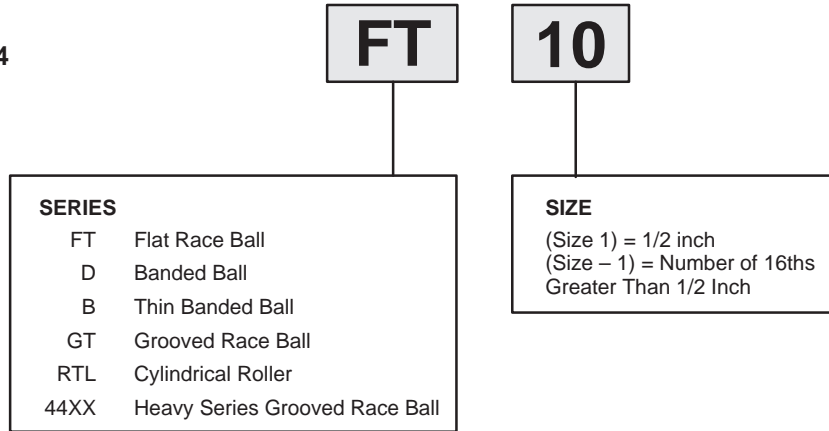 4
FT 10
SERIES
FT Flat Race Ball
D Banded Ball
B Thin Banded Ball
GT Grooved Race Ball
RTL Cylindrical Roller
44XX Heavy Series Grooved Race Ball
SIZE
(Size 1) = 1/2 inch
(Size – 1) = Number of 16ths
Greater Than 1/2 Inch